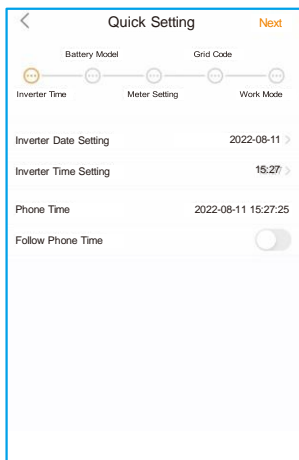 Quick Setting Next
Battery Model Grid Code
Inverter Time Meter Setting Work Mode
Inverter Date Setting 2022-08-11
Inverter Time Setting 15:27
Phone Time 2022-08-11 15:27:25
Follow Phone Time